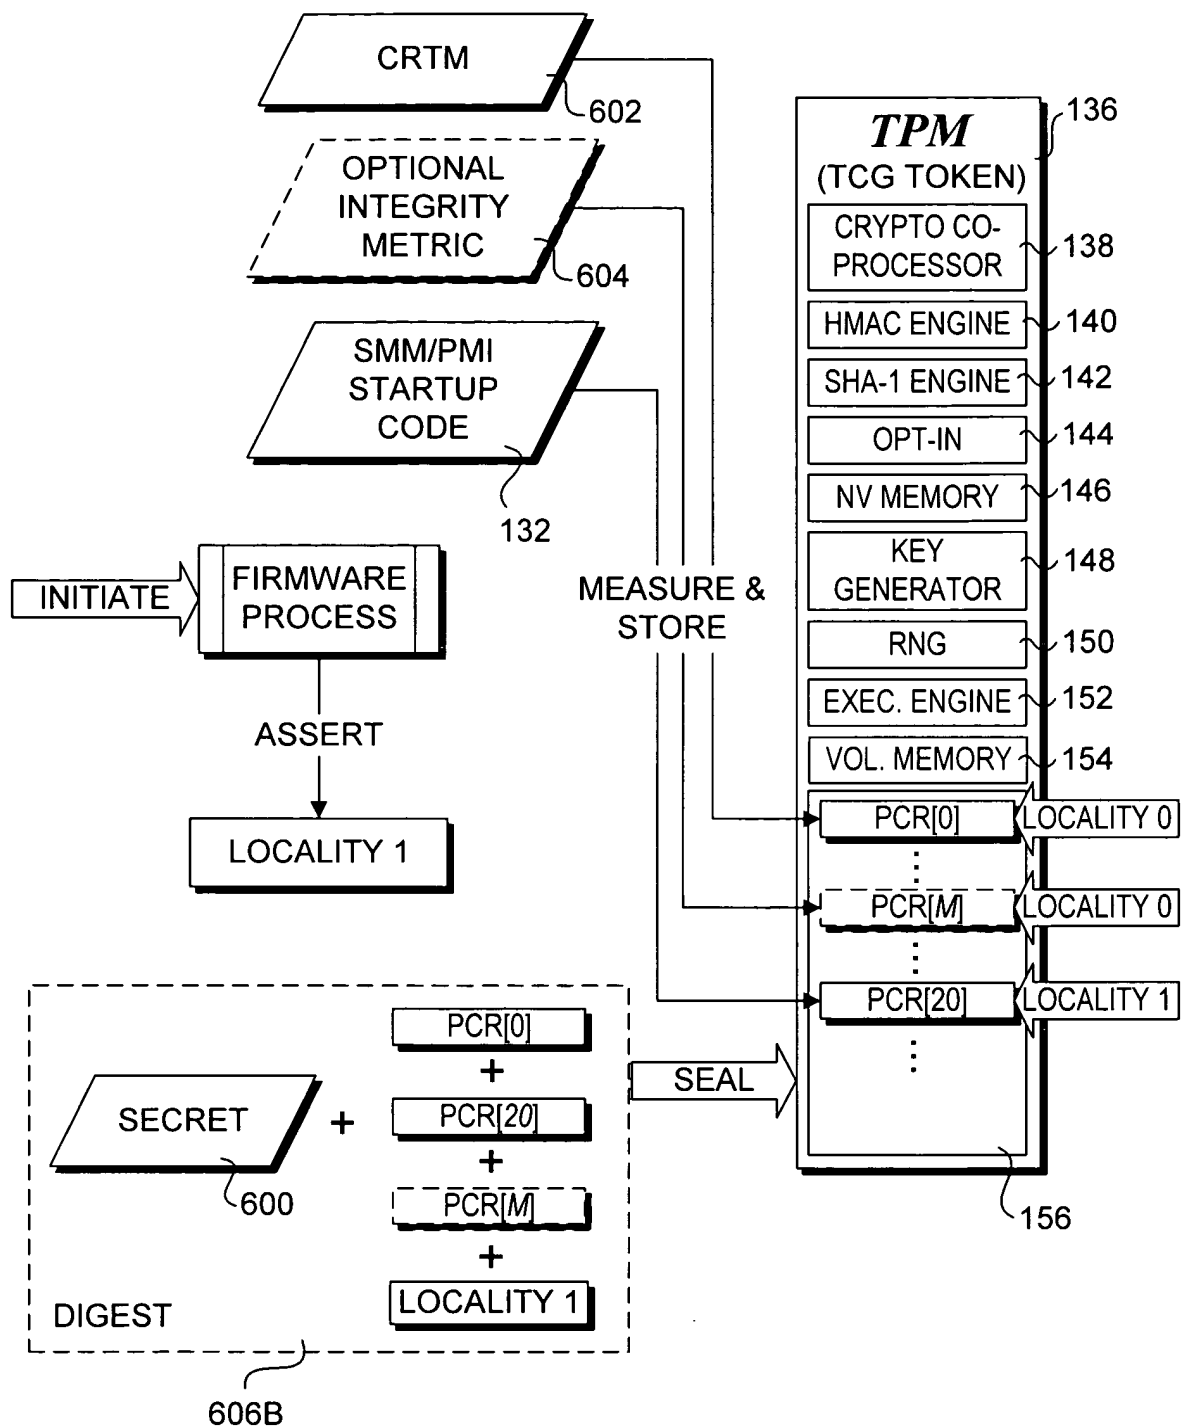 CRTM
602
OPTIONAL
INTEGRITY
METRIC
604
SMM/PMI
STARTUP
CODE
132
INITIATE
FIRMWARE
PROCESS
ASSERT
LOCALITY 1
MEASURE &
STORE
TPM
(TCG TOKEN)
136
CRYPTO CO-
PROCESSOR
138
HMAC ENGINE
140
SHA-1 ENGINE
142
OPT-IN
144
NV MEMORY
146
KEY
GENERATOR
148
RNG
150
EXEC. ENGINE
152
VOL. MEMORY
154
PCR[0]
LOCALITY 0
PCR[M]
LOCALITY 0
PCR[20]
LOCALITY 1
156
SECRET
600
+
PCR[0]
+
PCR[20]
+
PCR[M]
+
LOCALITY 1
DIGEST
606B
SEAL